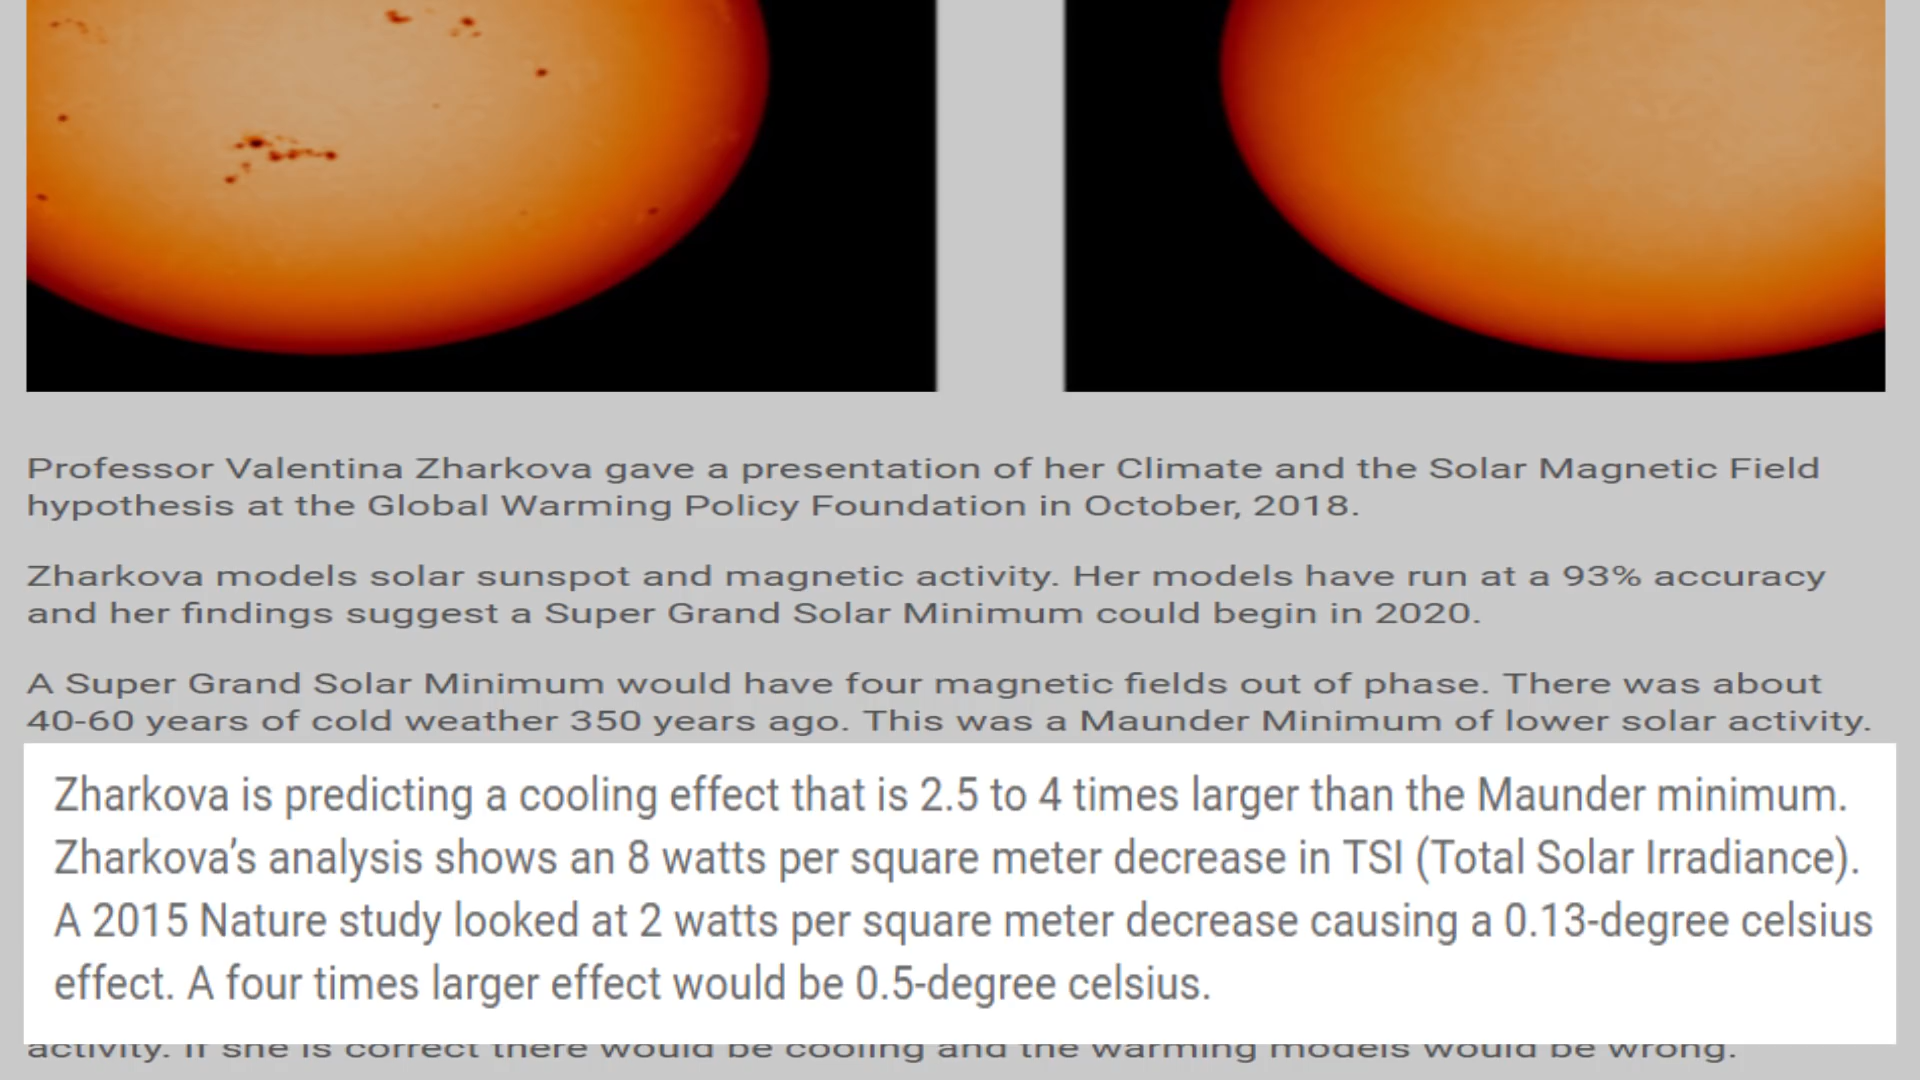 Professor Valentina Zharkova gave a presentation of her Climate and the Solar Magnetic Field
hypothesis at the Global Warming Policy Foundation in October, 2018.
Zharkova models solar sunspot and magnetic activity. Her models have run at a 93% accuracy
and her findings suggest a Super Grand Solar Minimum could begin in 2020.
A Super Grand Solar Minimum would have four magnetic fields out of phase. There was about
40-60 years of cold weather 350 years ago. This was a Maunder Minimum of lower solar activity.
Zharkova is predicting a cooling effect that is 2.5 to 4 times larger than the Maunder minimum.
Zharkova’s analysis shows an 8 watts per square meter decrease in TSI (Total Solar Irradiance).
A 2015 Nature study looked at 2 watts per square meter decrease causing a 0.13-degree celsius
effect. A four times larger effect would be 0.5-degree celsius.
activity. If she is correct there would be cooling and the warming models would be wrong.